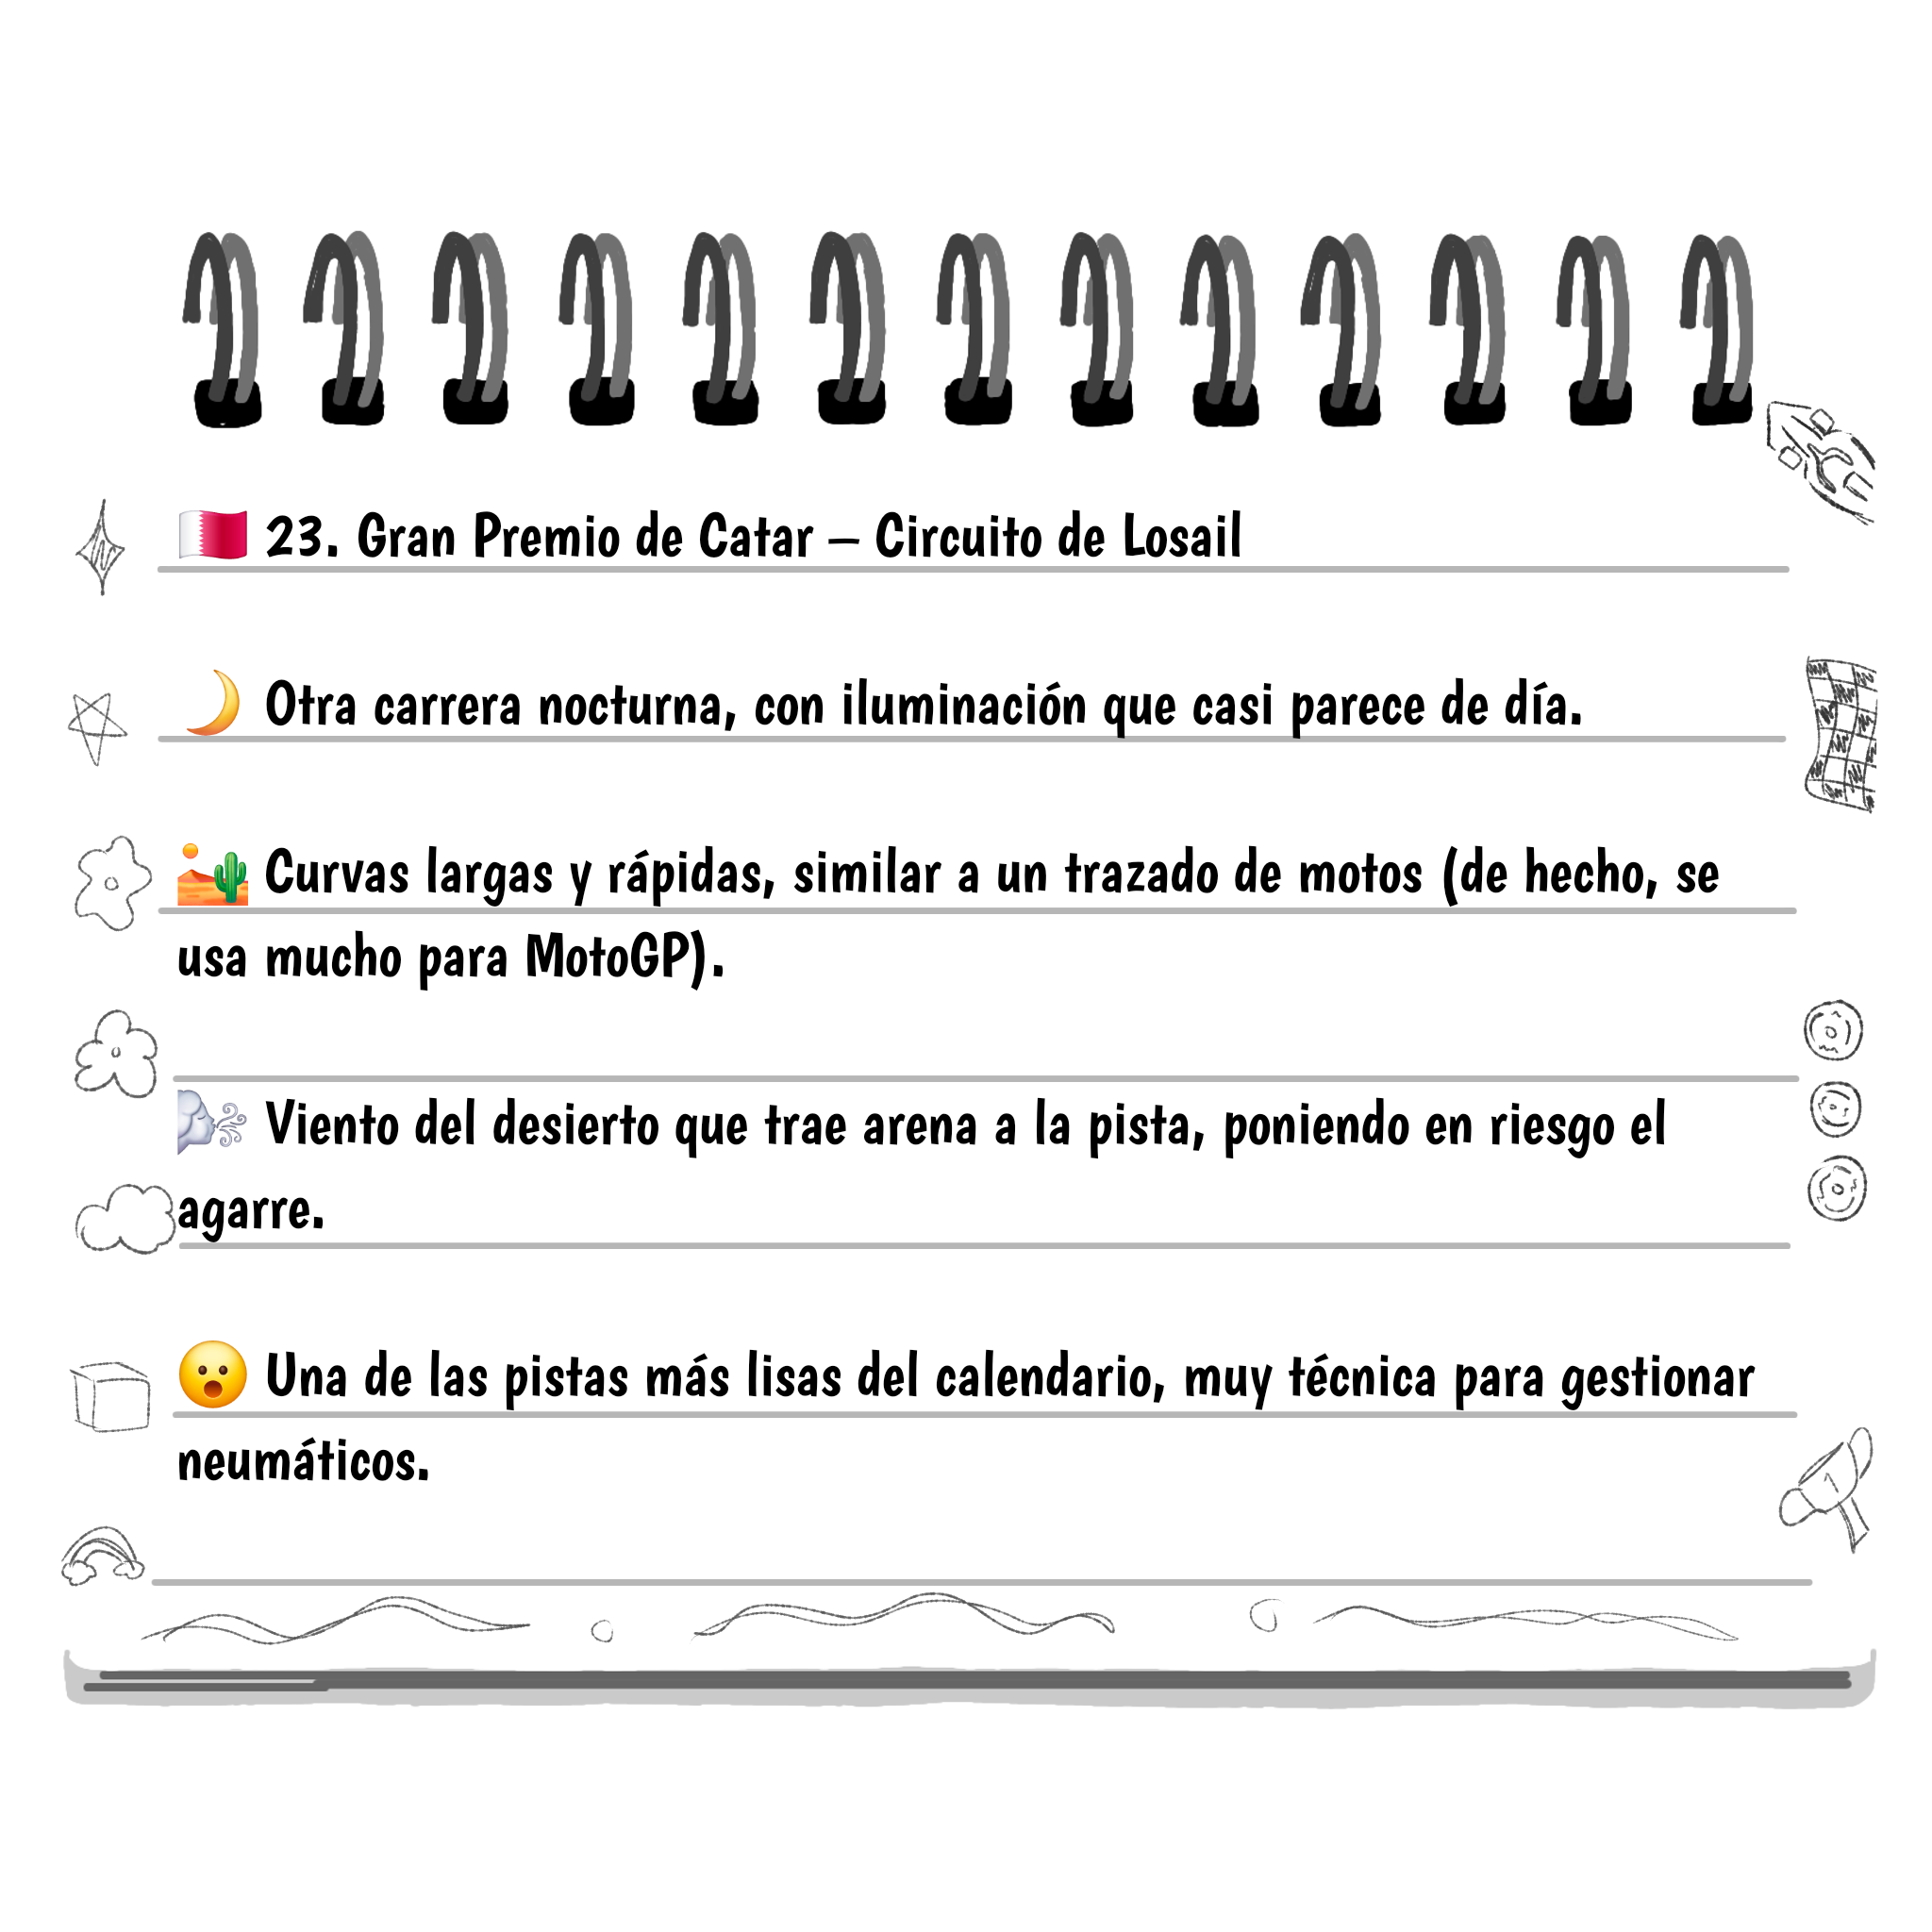 🇶🇦 23. Gran Premio de Catar – Circuito de Losail
🌙 Otra carrera nocturna, con iluminación que casi parece de día.
🏜️ Curvas largas y rápidas, similar a un trazado de motos (de hecho, se
usa mucho para MotoGP).
🌬️ Viento del desierto que trae arena a la pista, poniendo en riesgo el
agarre.
😮 Una de las pistas más lisas del calendario, muy técnica para gestionar
neumáticos.